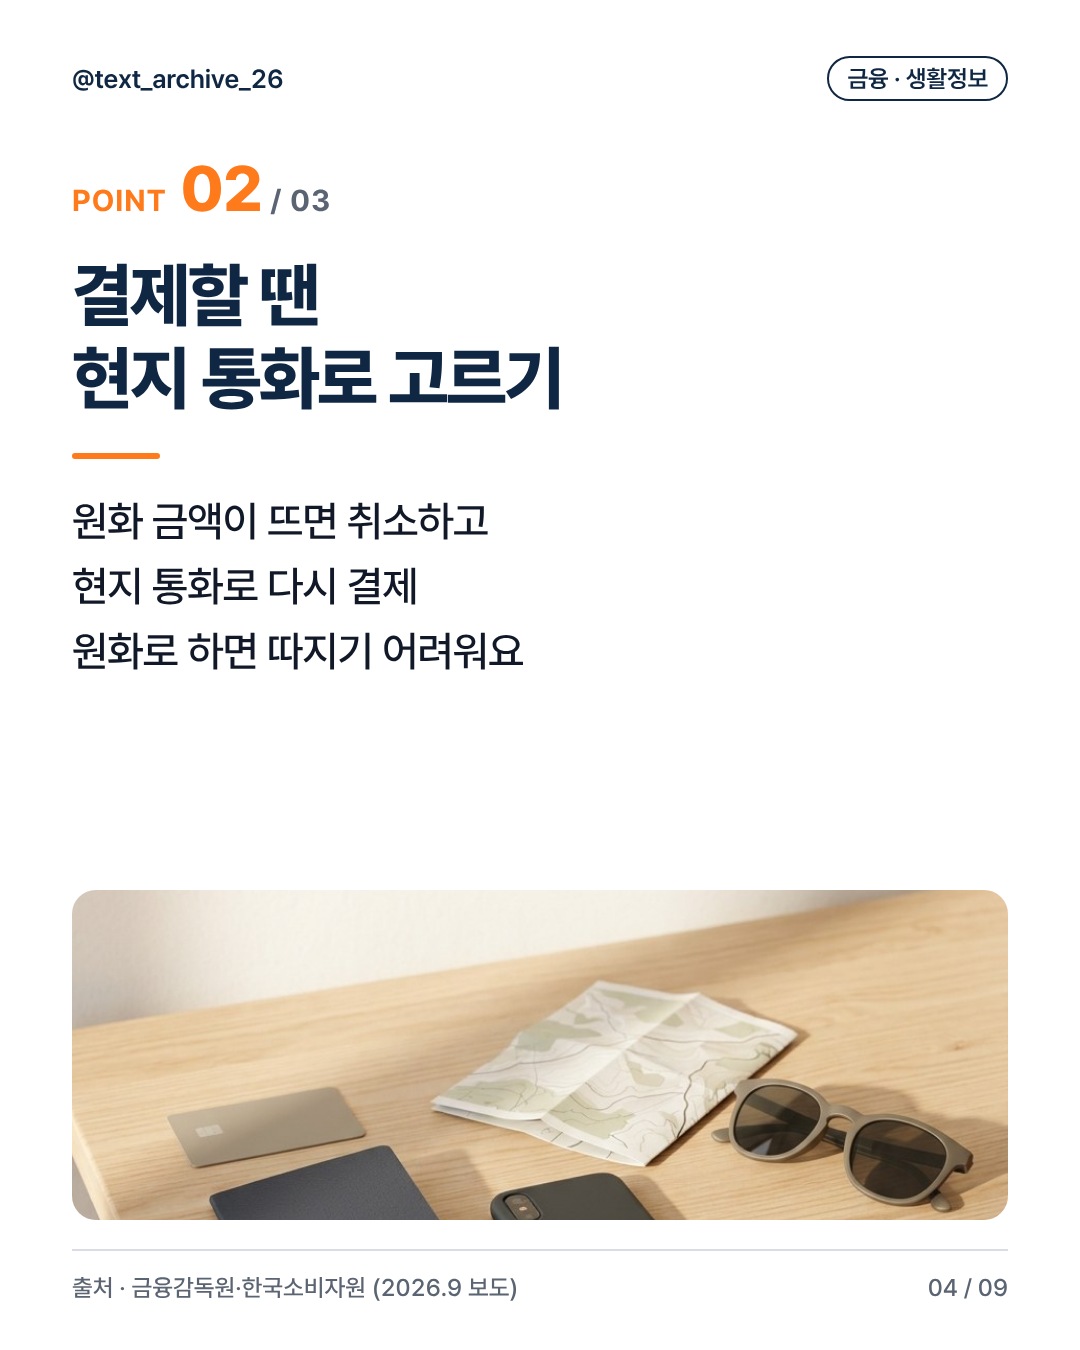 @text_archive_26
금융 · 생활정보
POINT 02 / 03
결제할 땐
현지 통화로 고르기
원화 금액이 뜨면 취소하고
현지 통화로 다시 결제
원화로 하면 따지기 어려워요
출처 · 금융감독원·한국소비자원 (2026.9 보도)
04 / 09